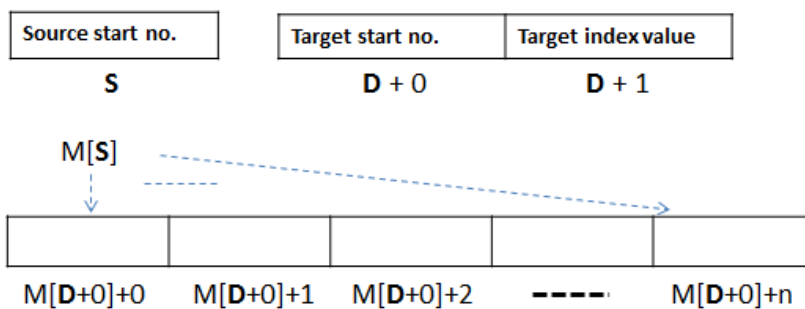 Source start no. Target start no. Target index value
S D + 0 D + 1
M[S]
M[D+0]+0 M[D+0]+1 M[D+0]+2 M[D+0]+n